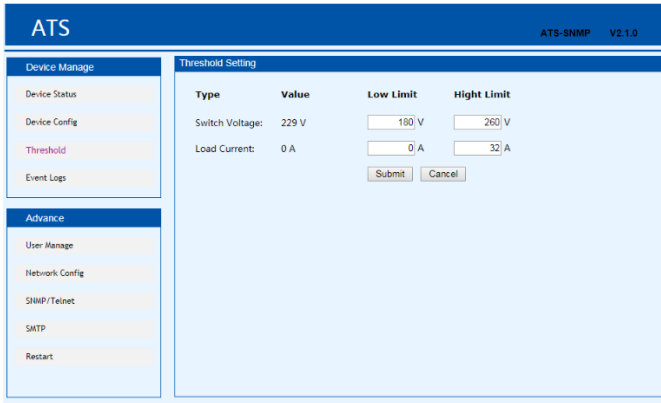 ATS
ATS-SNMP V2.1.0
Device Manage
Device Status
Device Config
Threshold
Event Logs
Advance
User Manage
Network Config
SNMP/Telnet
SMTP
Restart
Threshold Setting
Type Value Low Limit Hight Limit
Switch Voltage: 229 V 180 V 260 V
Load Current: 0 A 0 A 32 A
Submit Cancel